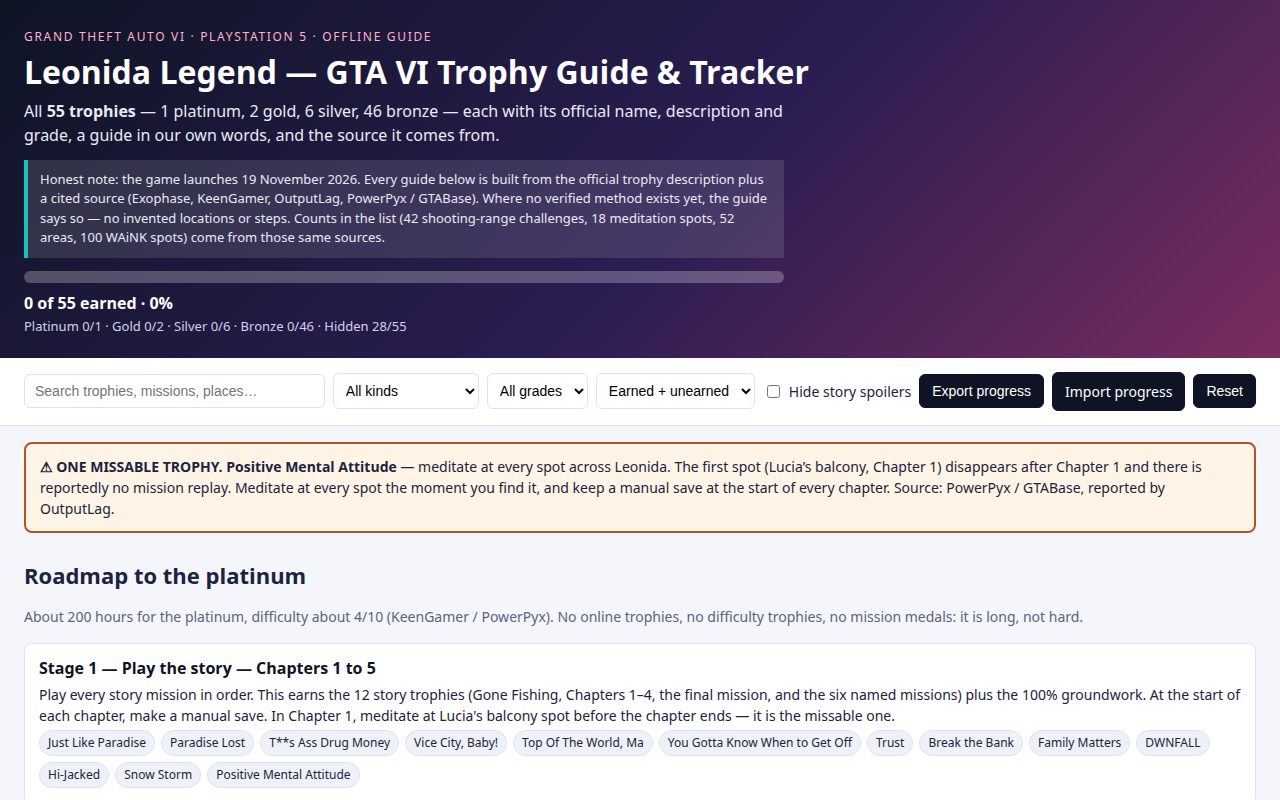 GRAND THEFT AUTO VI · PLAYSTATION 5 · OFFLINE GUIDE
Leonida Legend — GTA VI Trophy Guide & Tracker
All 55 trophies — 1 platinum, 2 gold, 6 silver, 46 bronze — each with its official name, description and
grade, a guide in our own words, and the source it comes from.
Honest note: the game launches 19 November 2026. Every guide below is built from the official trophy description plus
a cited source (Exophase, KeenGamer, OutputLag, PowerPyx / GTABase). Where no verified method exists yet, the guide
says so — no invented locations or steps. Counts in the list (42 shooting-range challenges, 18 meditation spots, 52
areas, 100 WAiNK spots) come from those same sources.
0 of 55 earned · 0%
Platinum 0/1 · Gold 0/2 · Silver 0/6 · Bronze 0/46 · Hidden 28/55
Search trophies, missions, places… All kinds All grades Earned + unearned Hide story spoilers Export progress Import progress Reset
⚠ ONE MISSABLE TROPHY. Positive Mental Attitude — meditate at every spot across Leonida. The first spot (Lucia’s balcony, Chapter 1) disappears after Chapter 1 and there is
reportedly no mission replay. Meditate at every spot the moment you find it, and keep a manual save at the start of every chapter. Source: PowerPyx / GTABase, reported by
OutputLag.
Roadmap to the platinum
About 200 hours for the platinum, difficulty about 4/10 (KeenGamer / PowerPyx). No online trophies, no difficulty trophies, no mission medals: it is long, not hard.
Stage 1 — Play the story — Chapters 1 to 5
Play every story mission in order. This earns the 12 story trophies (Gone Fishing, Chapters 1–4, the final mission, and the six named missions) plus the 100% groundwork. At the start of
each chapter, make a manual save. In Chapter 1, meditate at Lucia's balcony spot before the chapter ends — it is the missable one.
Just Like Paradise Paradise Lost T**s Ass Drug Money Vice City, Baby! Top Of The World, Ma You Gotta Know When to Get Off Trust Break the Bank Family Matters DWNFALL
Hi-Jacked Snow Storm Positive Mental Attitude